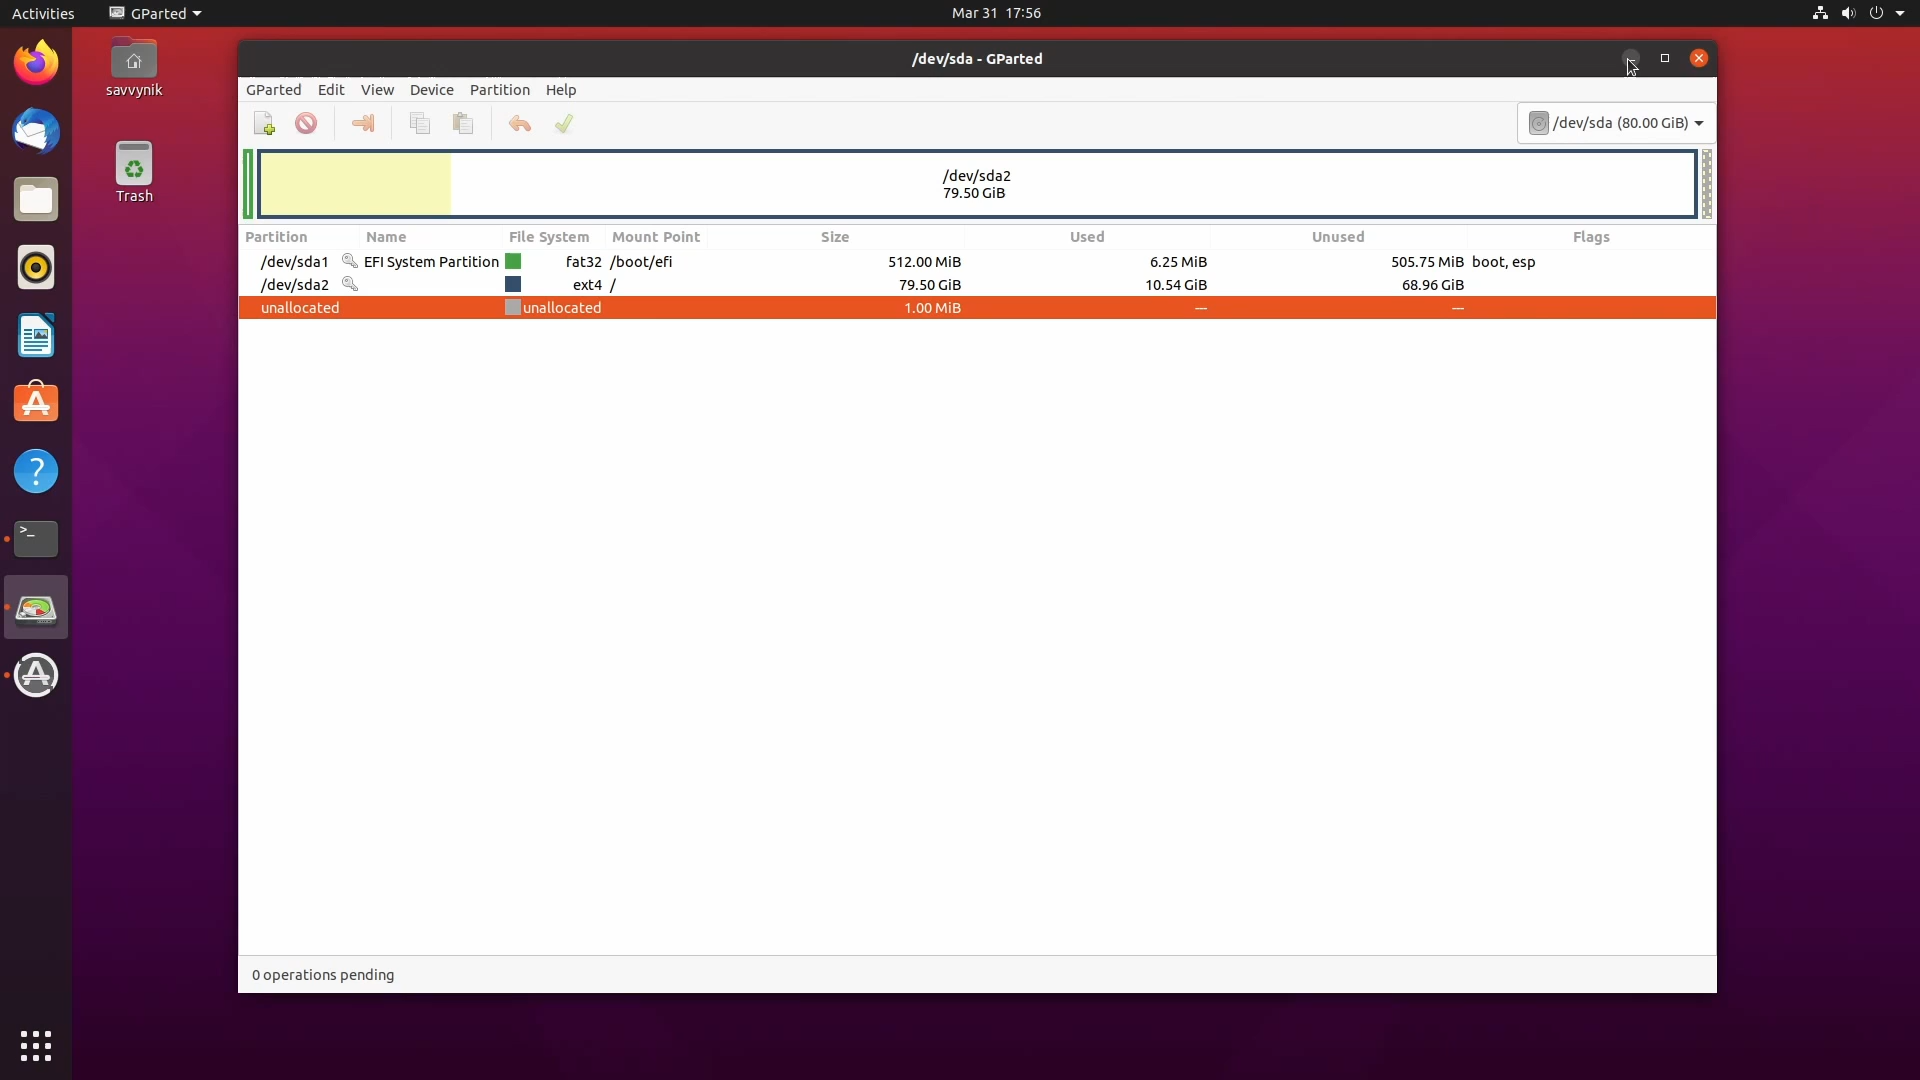 Activities GParted Mar 31 17:56
savvynik
Trash
/dev/sda - GParted
GParted Edit View Device Partition Help
/dev/sda (80.00 GiB)
/dev/sda2
79.50 GiB
Partition Name File System Mount Point Size Used Unused Flags
/dev/sda1 EFI System Partition fat32 /boot/efi 512.00 MiB 6.25 MiB 505.75 MiB boot, esp
/dev/sda2 ext4 / 79.50 GiB 10.54 GiB 68.96 GiB
unallocated unallocated 1.00 MiB --- ---
0 operations pending